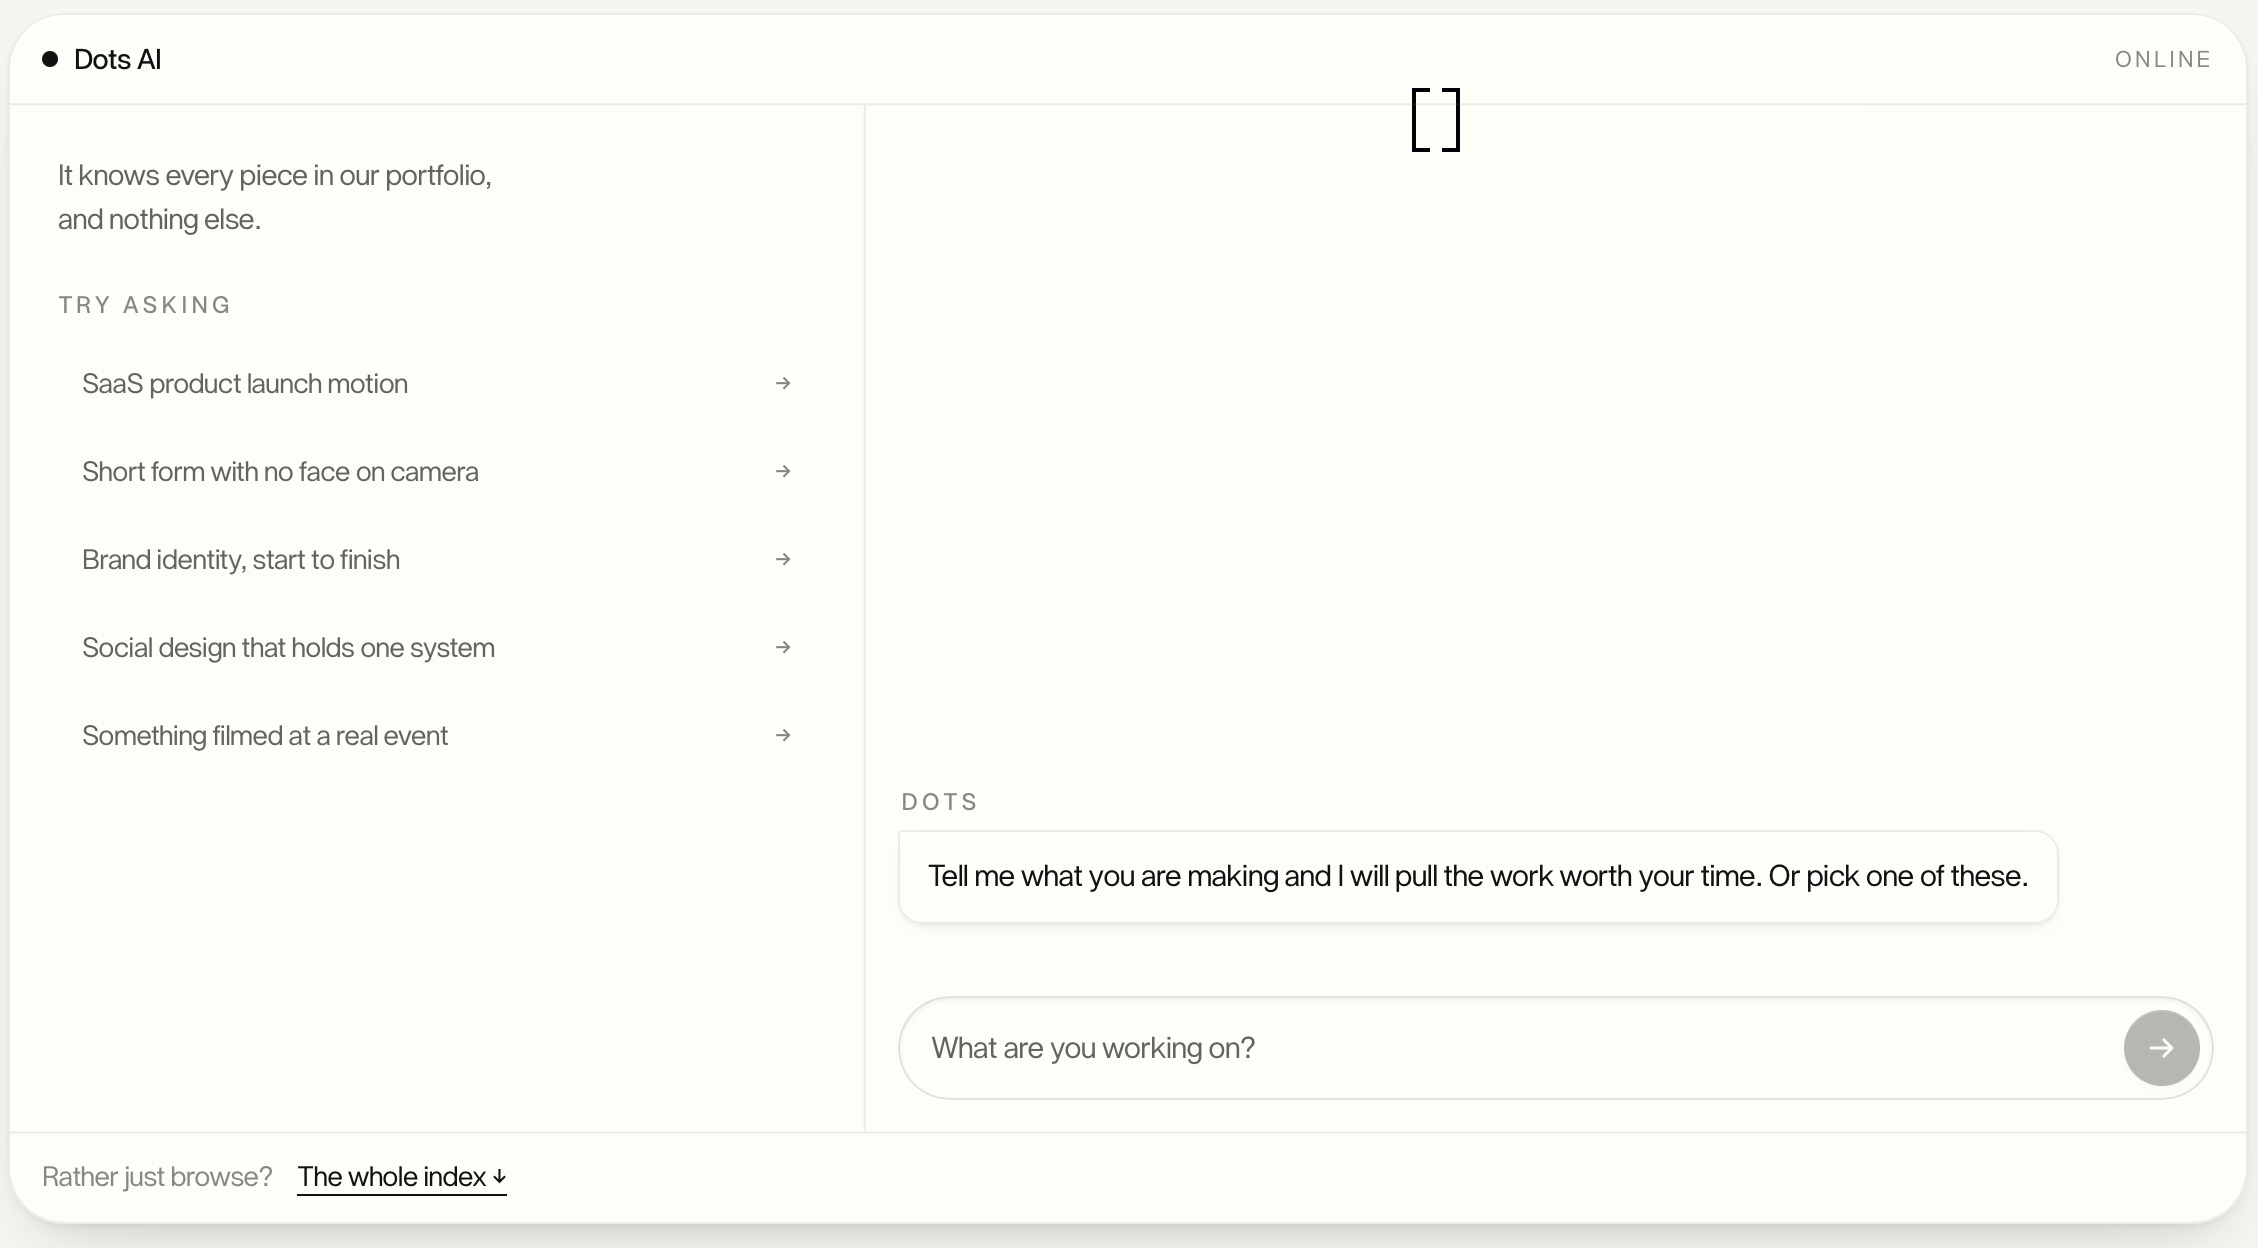 Dots AI
ONLINE
It knows every piece in our portfolio,
and nothing else.
TRY ASKING
SaaS product launch motion →
Short form with no face on camera →
Brand identity, start to finish →
Social design that holds one system →
Something filmed at a real event →
DOTS
Tell me what you are making and I will pull the work worth your time. Or pick one of these.
What are you working on?
Rather just browse? The whole index ↓